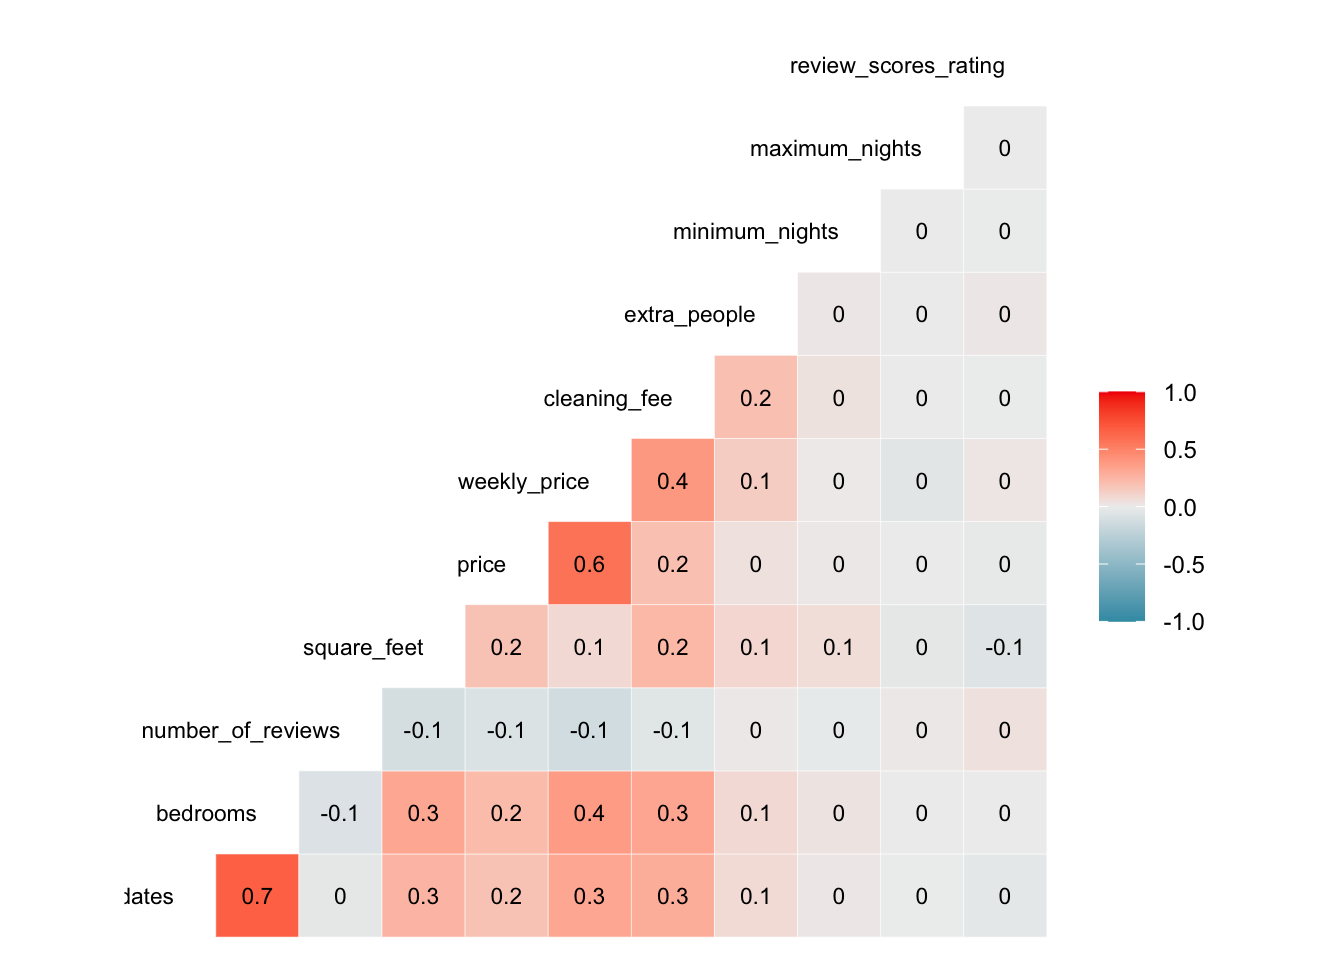 review_scores_rating
maximum_nights 0
minimum_nights 0 0
extra_people 0 0 0
cleaning_fee 0.2 0 0 0
weekly_price 0.4 0.1 0 0 0
price 0.6 0.2 0 0 0 0
square_feet 0.2 0.1 0.2 0.1 0.1 0 -0.1
number_of_reviews -0.1 -0.1 -0.1 -0.1 0 0 0 0
bedrooms -0.1 0.3 0.2 0.4 0.3 0.1 0 0 0
dates 0.7 0 0.3 0.2 0.3 0.3 0.1 0 0 0
1.0
0.5
0.0
-0.5
-1.0